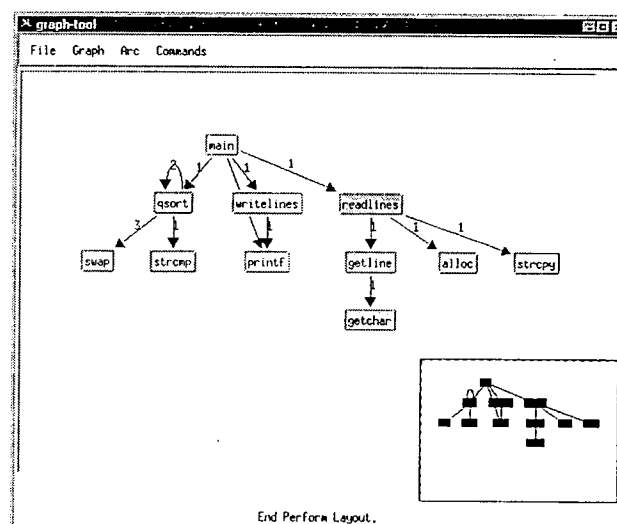 graph-tool
File Graph Arc Commands
main
2 1 1 1
qsort writelines readlines
3 1 1 1 1 1
swap strcmp printf getline alloc strcpy
1
getchar
End Perform Layout.